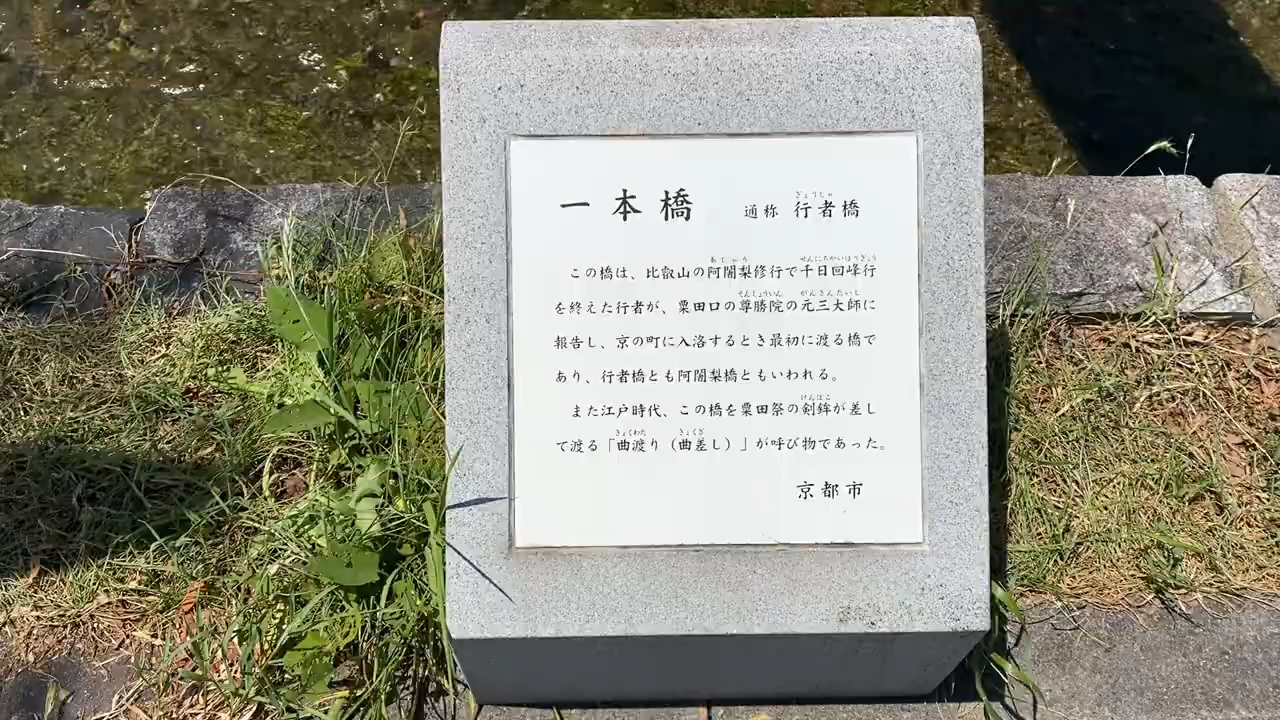 一本橋 通称 行者橋
この橋は、比叡山の阿闍梨修行で千日回峰行
を終えた行者が、粟田口の尊勝院の元三大師に
報告し、京の町に入洛するとき最初に渡る橋で
あり、行者橋とも阿闍梨橋ともいわれる。
また江戸時代、この橋を粟田祭の剣鉾が差し
て渡る「曲渡り（曲差し）」が呼び物であった。
京都市